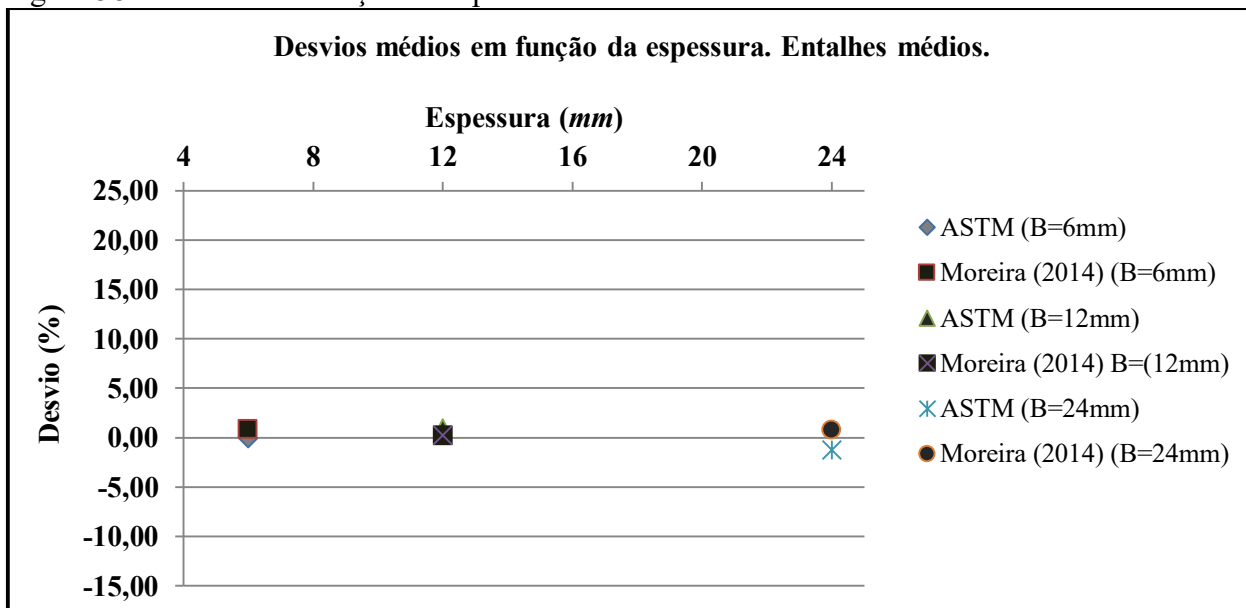 Desvios médios em função da espessura. Entalhes médios.
Espessura (mm)
4 8 12 16 20 24
25,00
20,00
15,00
10,00
5,00
0,00
-5,00
-10,00
-15,00
Desvio (%)
ASTM (B=6mm)
Moreira (2014) (B=6mm)
ASTM (B=12mm)
Moreira (2014) B=(12mm)
ASTM (B=24mm)
Moreira (2014) (B=24mm)